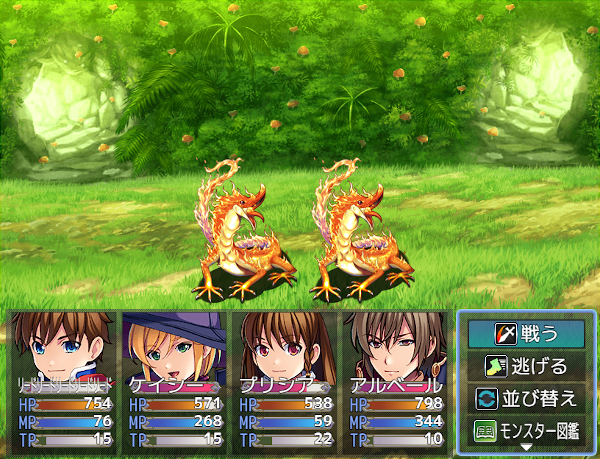 戦う
逃げる
並び替え
モンスター図鑑
ケイシー
プリシア
アルベール
HP 754
HP 571
HP 538
HP 798
MP 76
MP 268
MP 59
MP 344
TP 15
TP 15
TP 22
TP 10